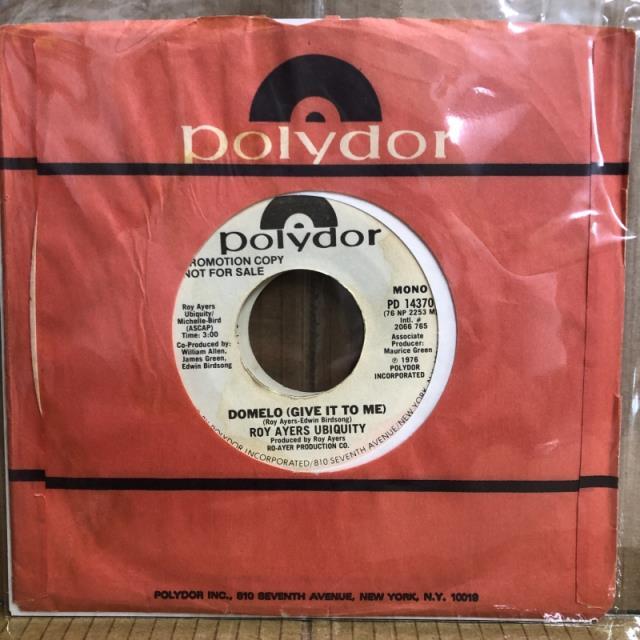 polydor
polydor
ROMOTION COPY
NOT FOR SALE
MONO
PD 14370
(76 NP 2253 M
Intl. #
2066 765
Associate
Producer:
Maurice Green
℗ 1976
POLYDOR
INCORPORATED
Roy Ayers
Ubiquity/
Michelle-Bird
(ASCAP)
Time: 3:00
Co-Produced by:
William Allen,
James Green,
Edwin Birdsong
DOMELO (GIVE IT TO ME)
(Roy Ayers-Edwin Birdsong)
ROY AYERS UBIQUITY
Produced by Roy Ayers
RO-AYER PRODUCTION CO.
POLYDOR INCORPORATED/810 SEVENTH AVENUE, NEW YORK, N.
POLYDOR INC., 810 SEVENTH AVENUE, NEW YORK, N.Y. 10019